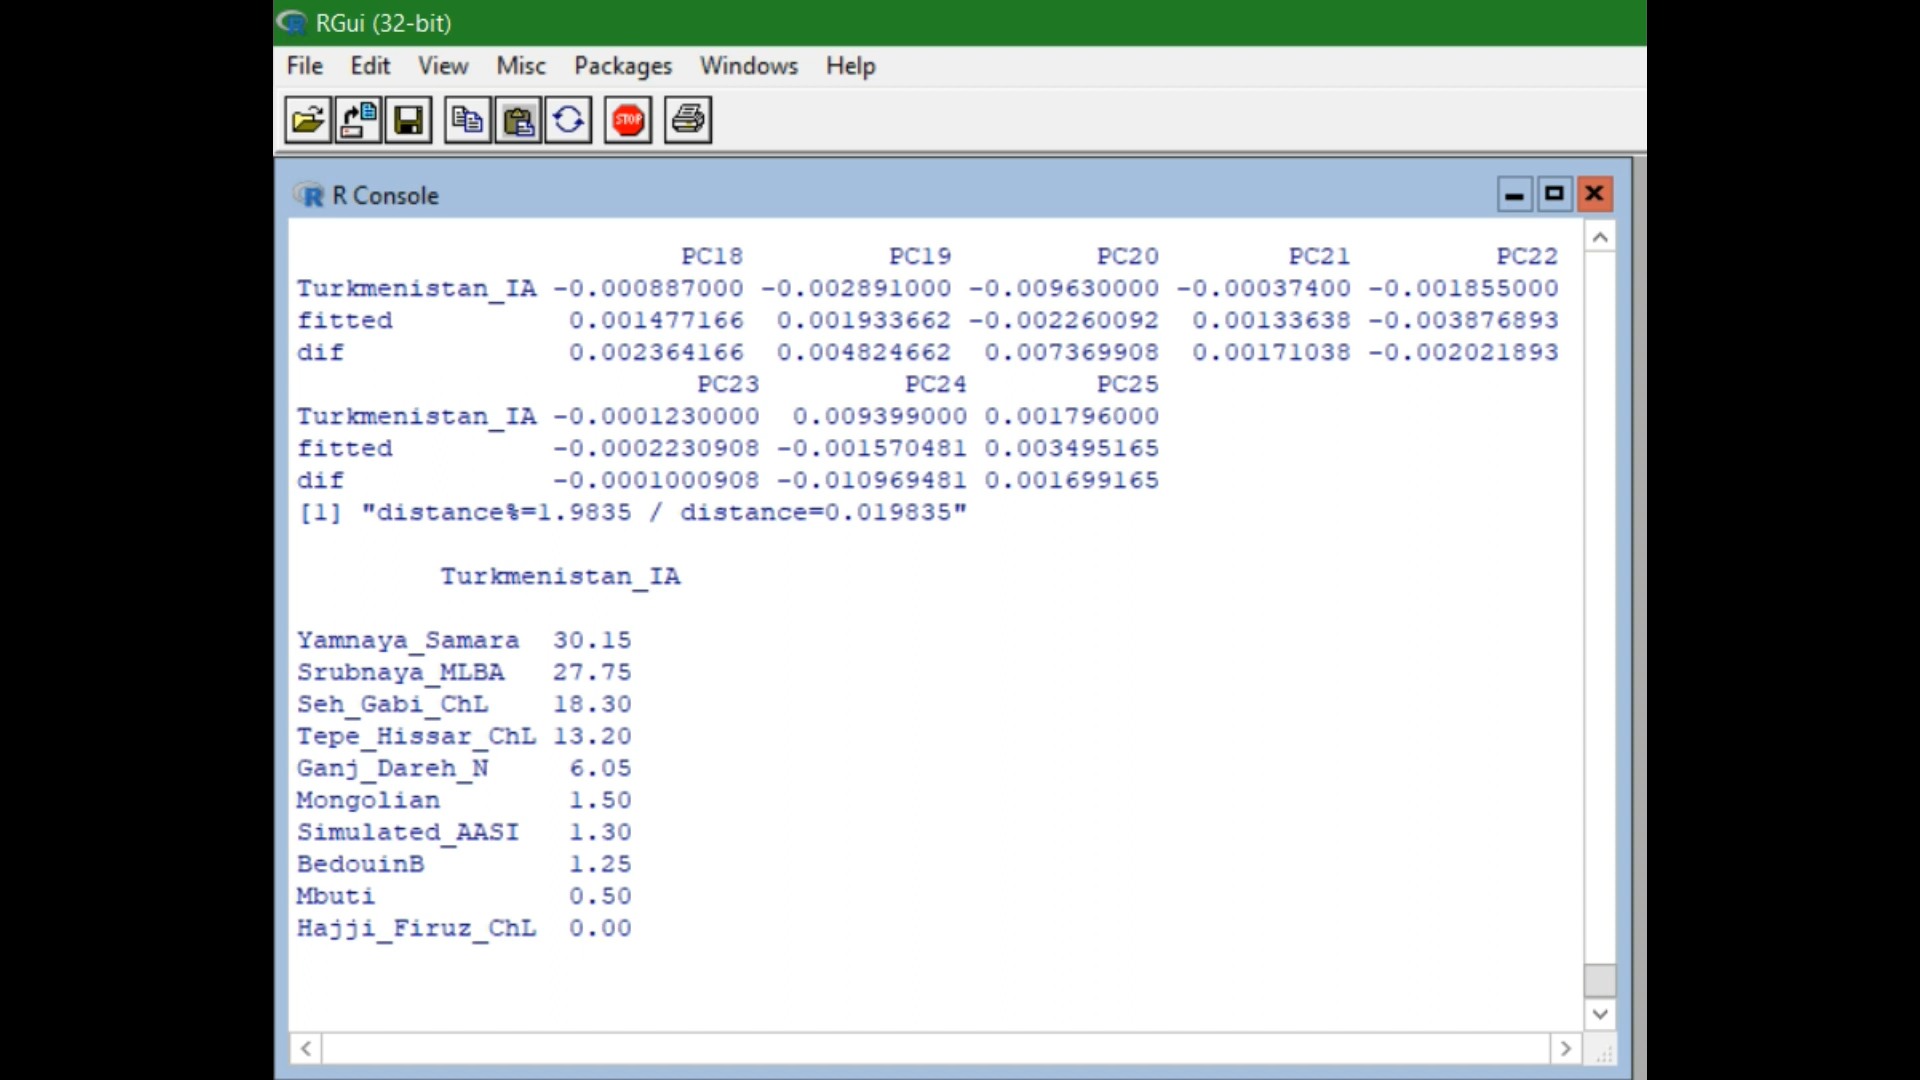 RGui (32-bit)
File Edit View Misc Packages Windows Help
STOP
R Console
PC18 PC19 PC20 PC21 PC22
Turkmenistan_IA -0.000887000 -0.002891000 -0.009630000 -0.00037400 -0.001855000
fitted 0.001477166 0.001933662 -0.002260092 0.00133638 -0.003876893
dif 0.002364166 0.004824662 0.007369908 0.00171038 -0.002021893
PC23 PC24 PC25
Turkmenistan_IA -0.0001230000 0.009399000 0.001796000
fitted -0.0002230908 -0.001570481 0.003495165
dif -0.0001000908 -0.010969481 0.001699165
[1] "distance%=1.9835 / distance=0.019835"
Turkmenistan_IA
Yamnaya_Samara 30.15
Srubnaya_MLBA 27.75
Seh_Gabi_ChL 18.30
Tepe_Hissar_ChL 13.20
Ganj_Dareh_N 6.05
Mongolian 1.50
Simulated_AASI 1.30
BedouinB 1.25
Mbuti 0.50
Hajji_Firuz_ChL 0.00